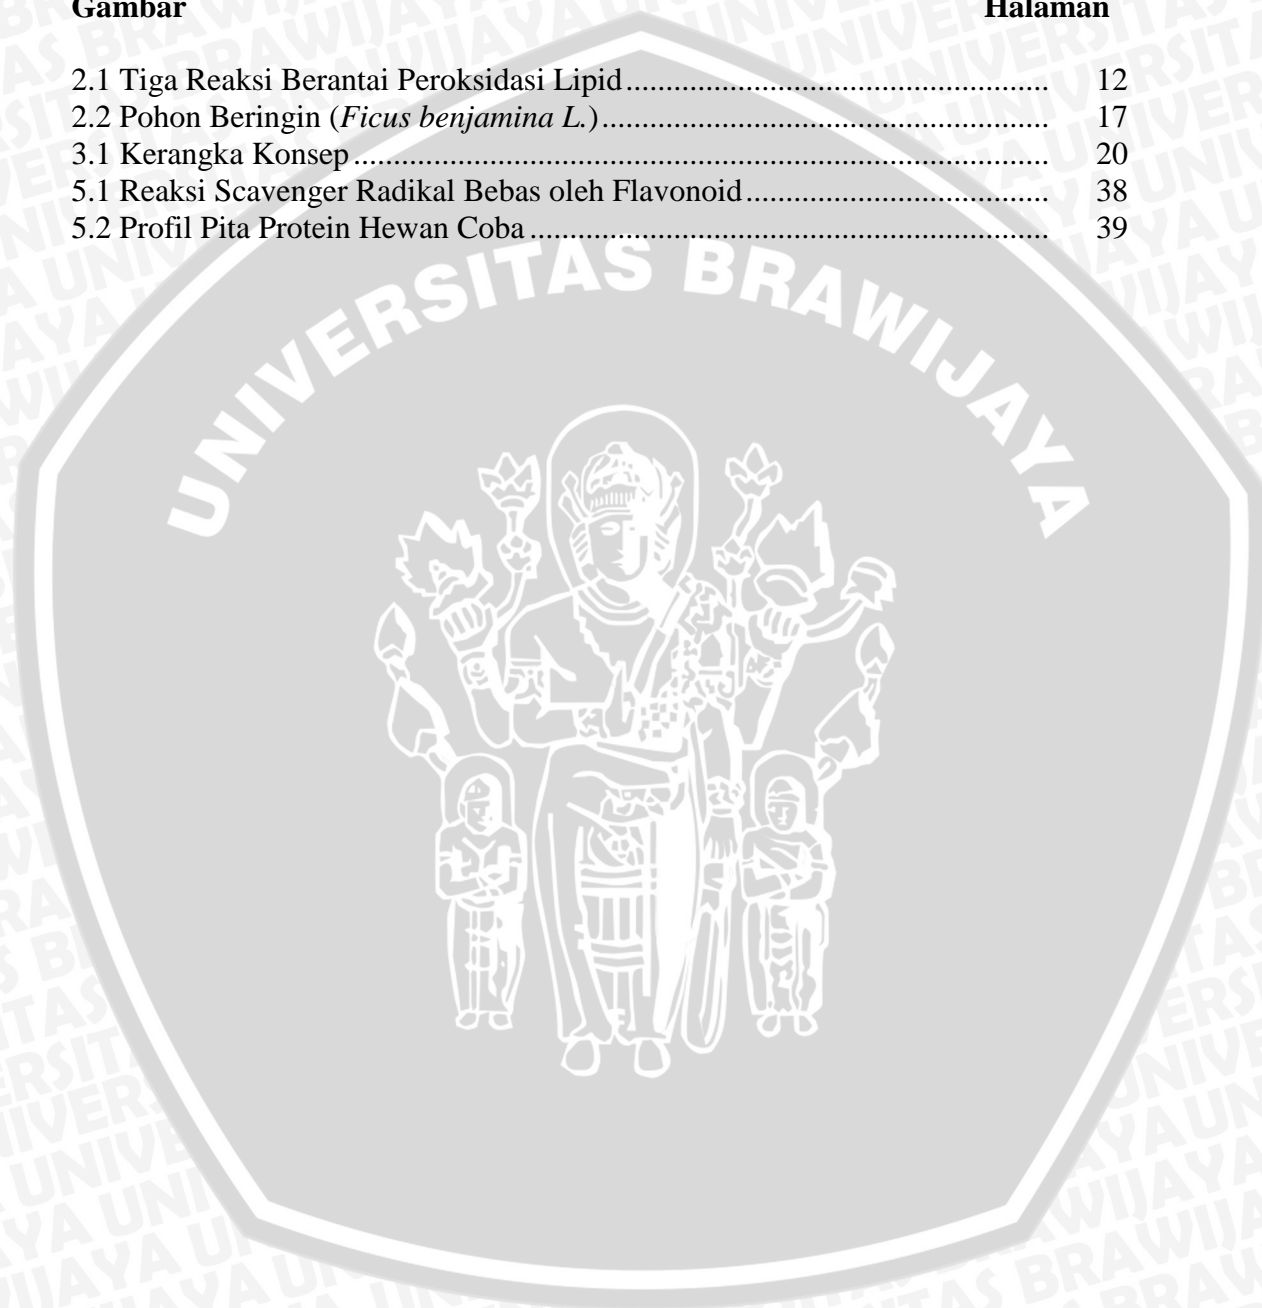 Gambar Halaman
2.1 Tiga Reaksi Berantai Peroksidasi Lipid..................................................... 12
2.2 Pohon Beringin (Ficus benjamina L.)........................................................ 17
3.1 Kerangka Konsep....................................................................................... 20
5.1 Reaksi Scavenger Radikal Bebas oleh Flavonoid...................................... 38
5.2 Profil Pita Protein Hewan Coba................................................................. 39
UNIVERSITAS BRAWIJAYA